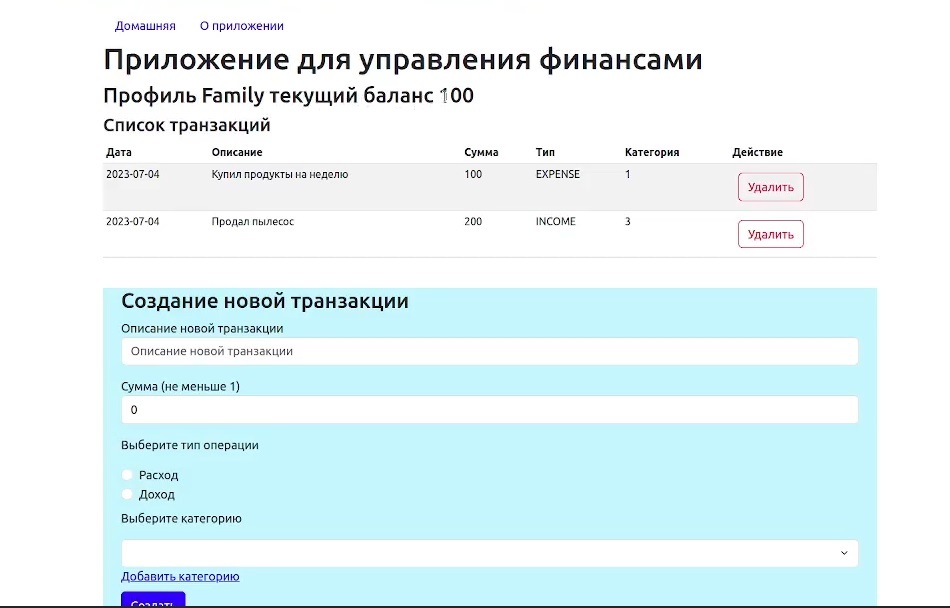 Домашняя О приложении
Приложение для управления финансами
Профиль Family текущий баланс 100
Список транзакций
Дата Описание Сумма Тип Категория Действие
2023-07-04 Купил продукты на неделю 100 EXPENSE 1 Удалить
2023-07-04 Продал пылесос 200 INCOME 3 Удалить
Создание новой транзакции
Описание новой транзакции
Описание новой транзакции
Сумма (не меньше 1)
0
Выберите тип операции
Расход
Доход
Выберите категорию
Добавить категорию
Создать